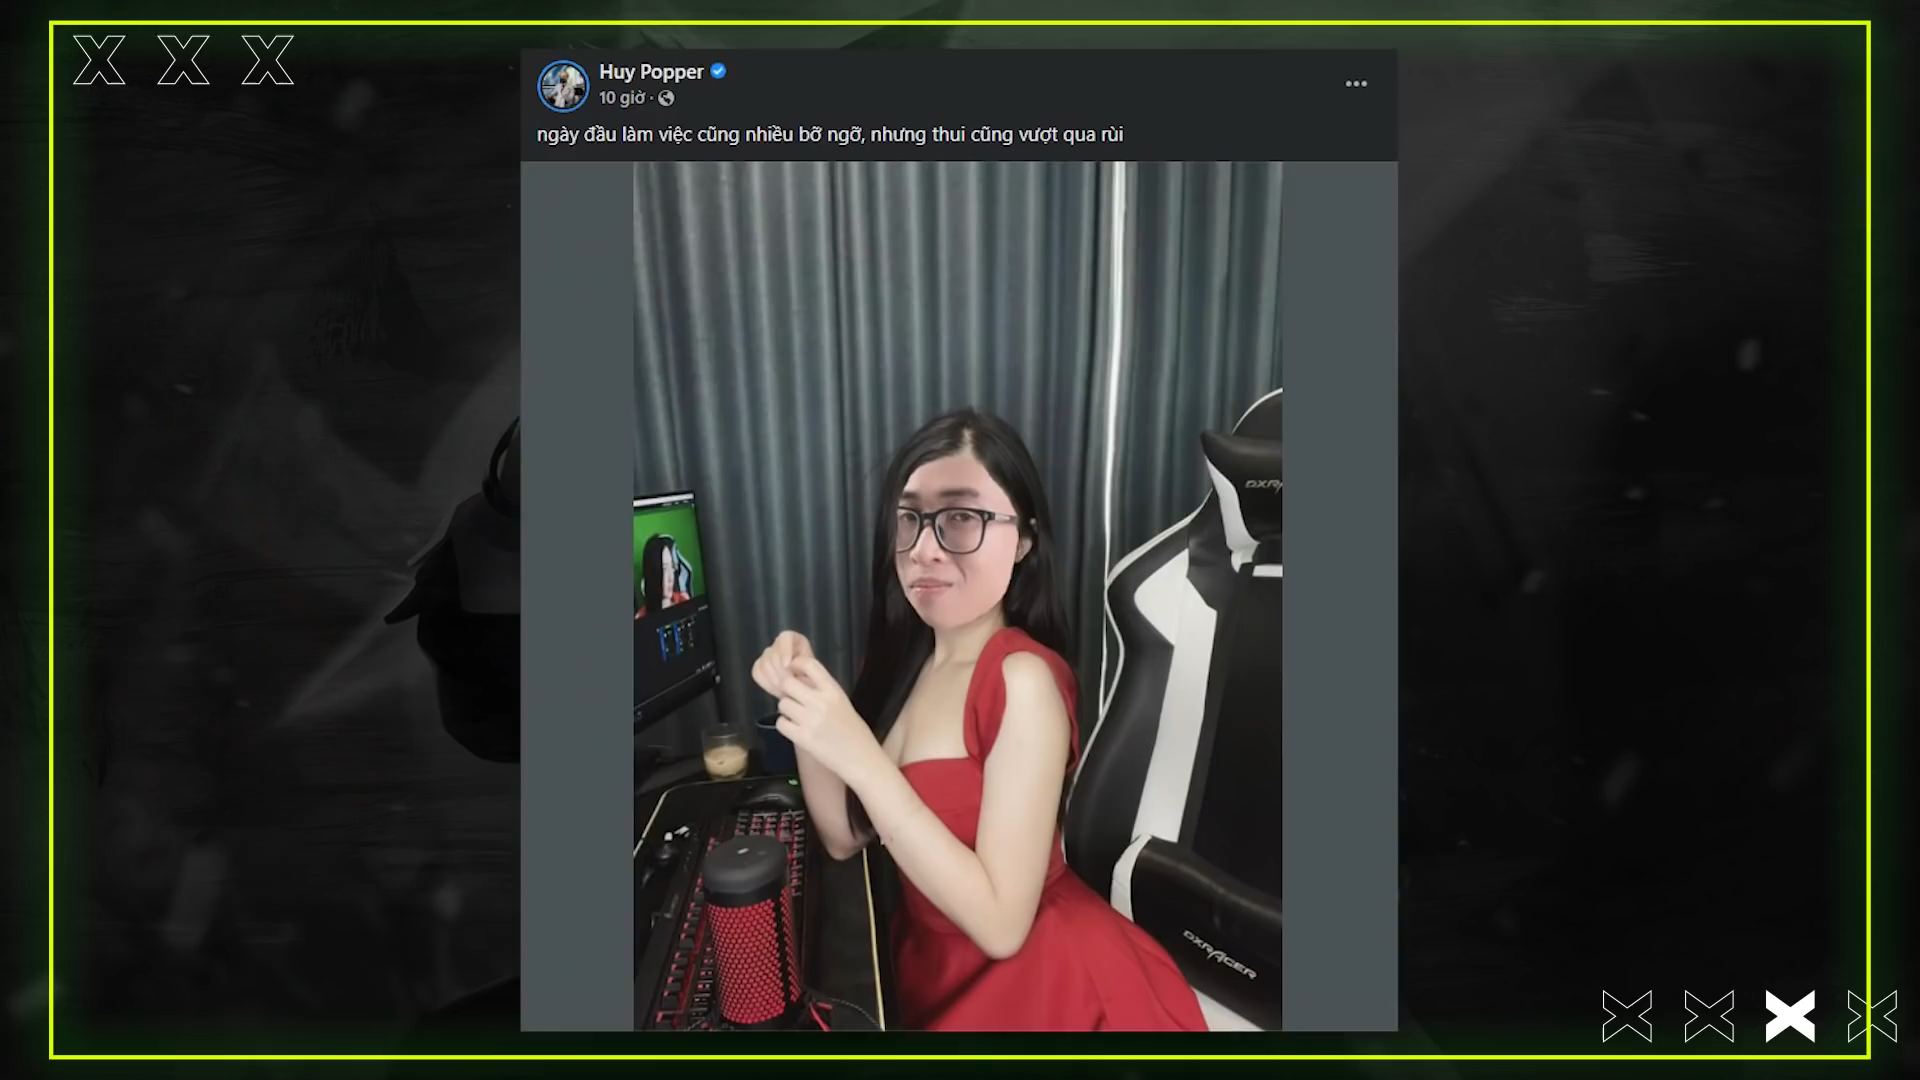 Huy Popper
10 giờ ·
ngày đầu làm việc cũng nhiều bỡ ngỡ, nhưng thui cũng vượt qua rùi
DXRA
DXRACER